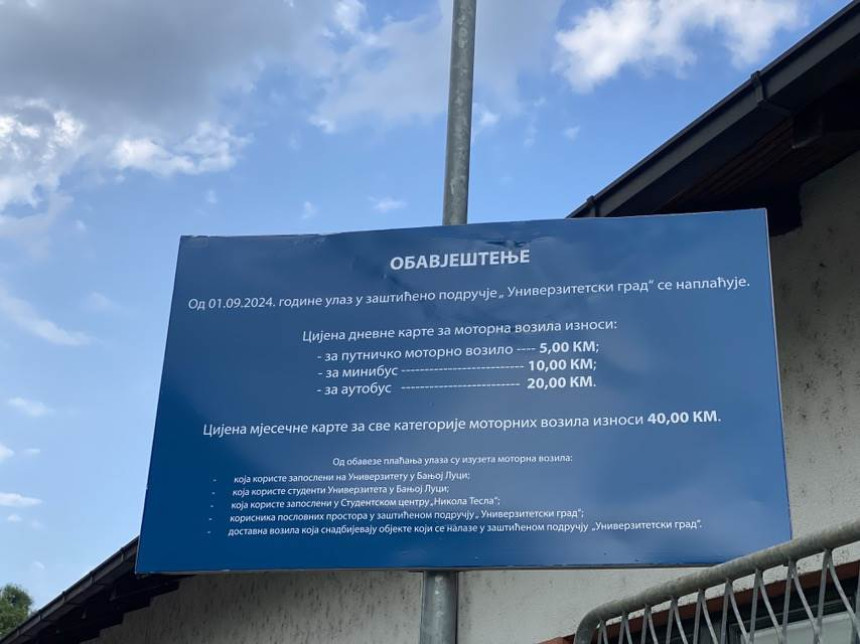 ОБАВЈЕШТЕЊЕ
Од 01.09.2024. године улаз у заштићено подручје „ Универзитетски град“ се наплаћује.
Цијена дневне карте за моторна возила износи:
- за путничко моторно возило ---- 5,00 КМ;
- за минибус -------------------------- 10,00 КМ;
- за аутобус ------------------------- 20,00 КМ.
Цијена мјесечне карте за све категорије моторних возила износи 40,00 КМ.
Од обавезе плаћања улаза су изузета моторна возила:
- која користе запослени на Универзитету у Бањој Луци;
- која користе студенти Универзитета у Бањој Луци;
- која користе запослени у Студентском центру „Никола Тесла“;
- корисника пословних простора у заштићеном подручју „ Универзитетски град“;
- доставна возила која снадбијевају објекте који се налазе у заштићеном подручју „Универзитетски град“.